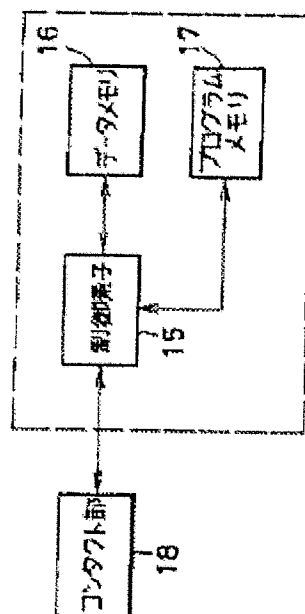 コンタクト部
18
制御素子
15
データメモリ
16
プログラム
メモリ
17